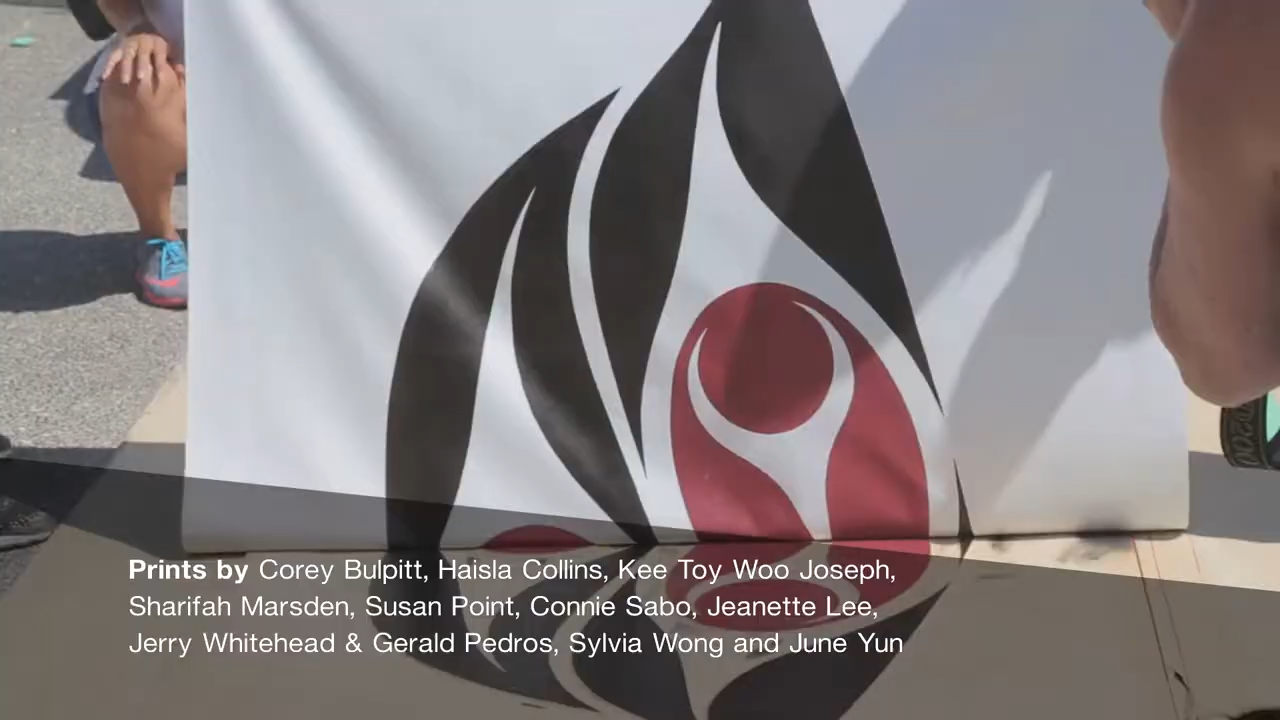 Prints by Corey Bulpitt, Haisla Collins, Kee Toy Woo Joseph,
Sharifah Marsden, Susan Point, Connie Sabo, Jeanette Lee,
Jerry Whitehead & Gerald Pedros, Sylvia Wong and June Yun